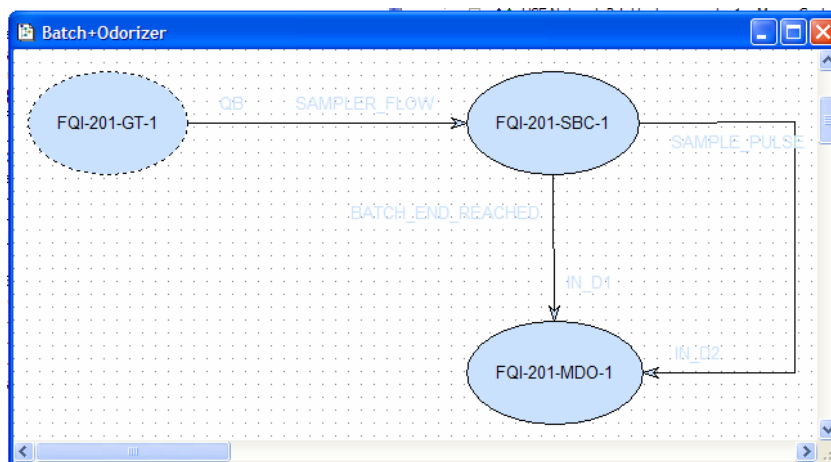 Batch+Odorizer
FQI-201-GT-1
QB
SAMPLER_FLOW
FQI-201-SBC-1
SAMPLE_PULSE
BATCH_END_REACHED
IN_D1
IN_D2
FQI-201-MDO-1